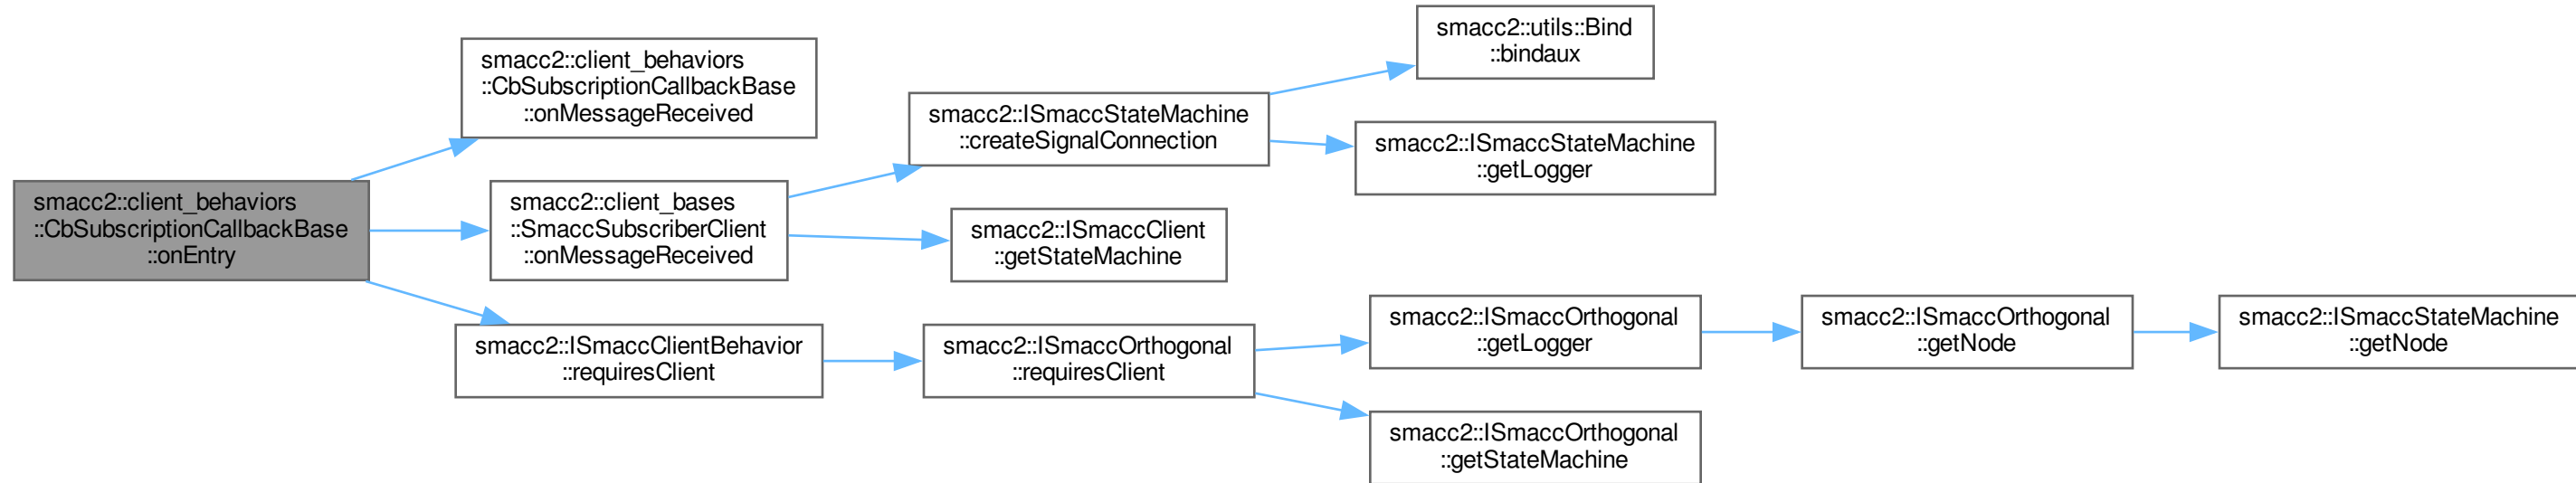 smacc2::client_behaviors
::CbSubscriptionCallbackBase
::onEntry
smacc2::client_behaviors
::CbSubscriptionCallbackBase
::onMessageReceived
smacc2::client_bases
::SmaccSubscriberClient
::onMessageReceived
smacc2::ISmaccClientBehavior
::requiresClient
smacc2::ISmaccStateMachine
::createSignalConnection
smacc2::ISmaccClient
::getStateMachine
smacc2::ISmaccOrthogonal
::requiresClient
smacc2::utils::Bind
::bindaux
smacc2::ISmaccStateMachine
::getLogger
smacc2::ISmaccOrthogonal
::getLogger
smacc2::ISmaccOrthogonal
::getStateMachine
smacc2::ISmaccOrthogonal
::getNode
smacc2::ISmaccStateMachine
::getNode